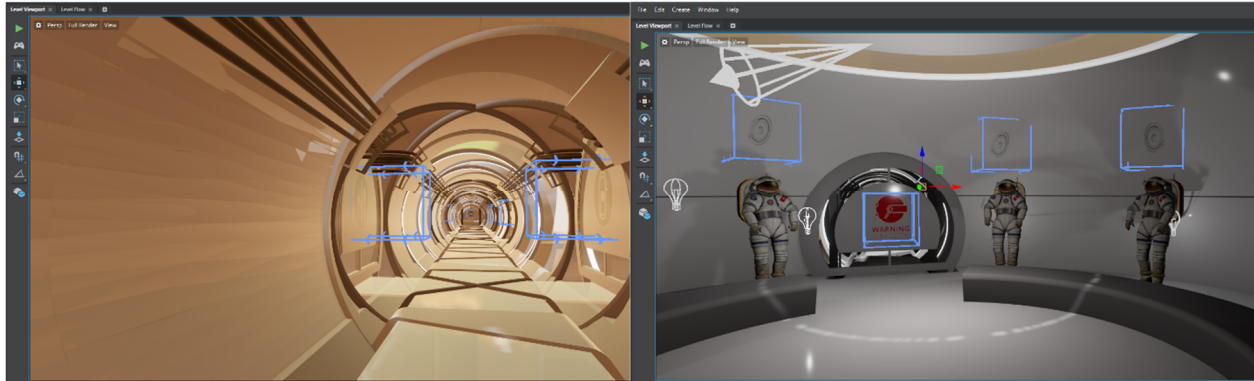 Level Viewport × Level Flow ×
Persp Full Render View
File Edit Create Window Help
Level Viewport × Level Flow ×
Persp Full Render View
WARNING